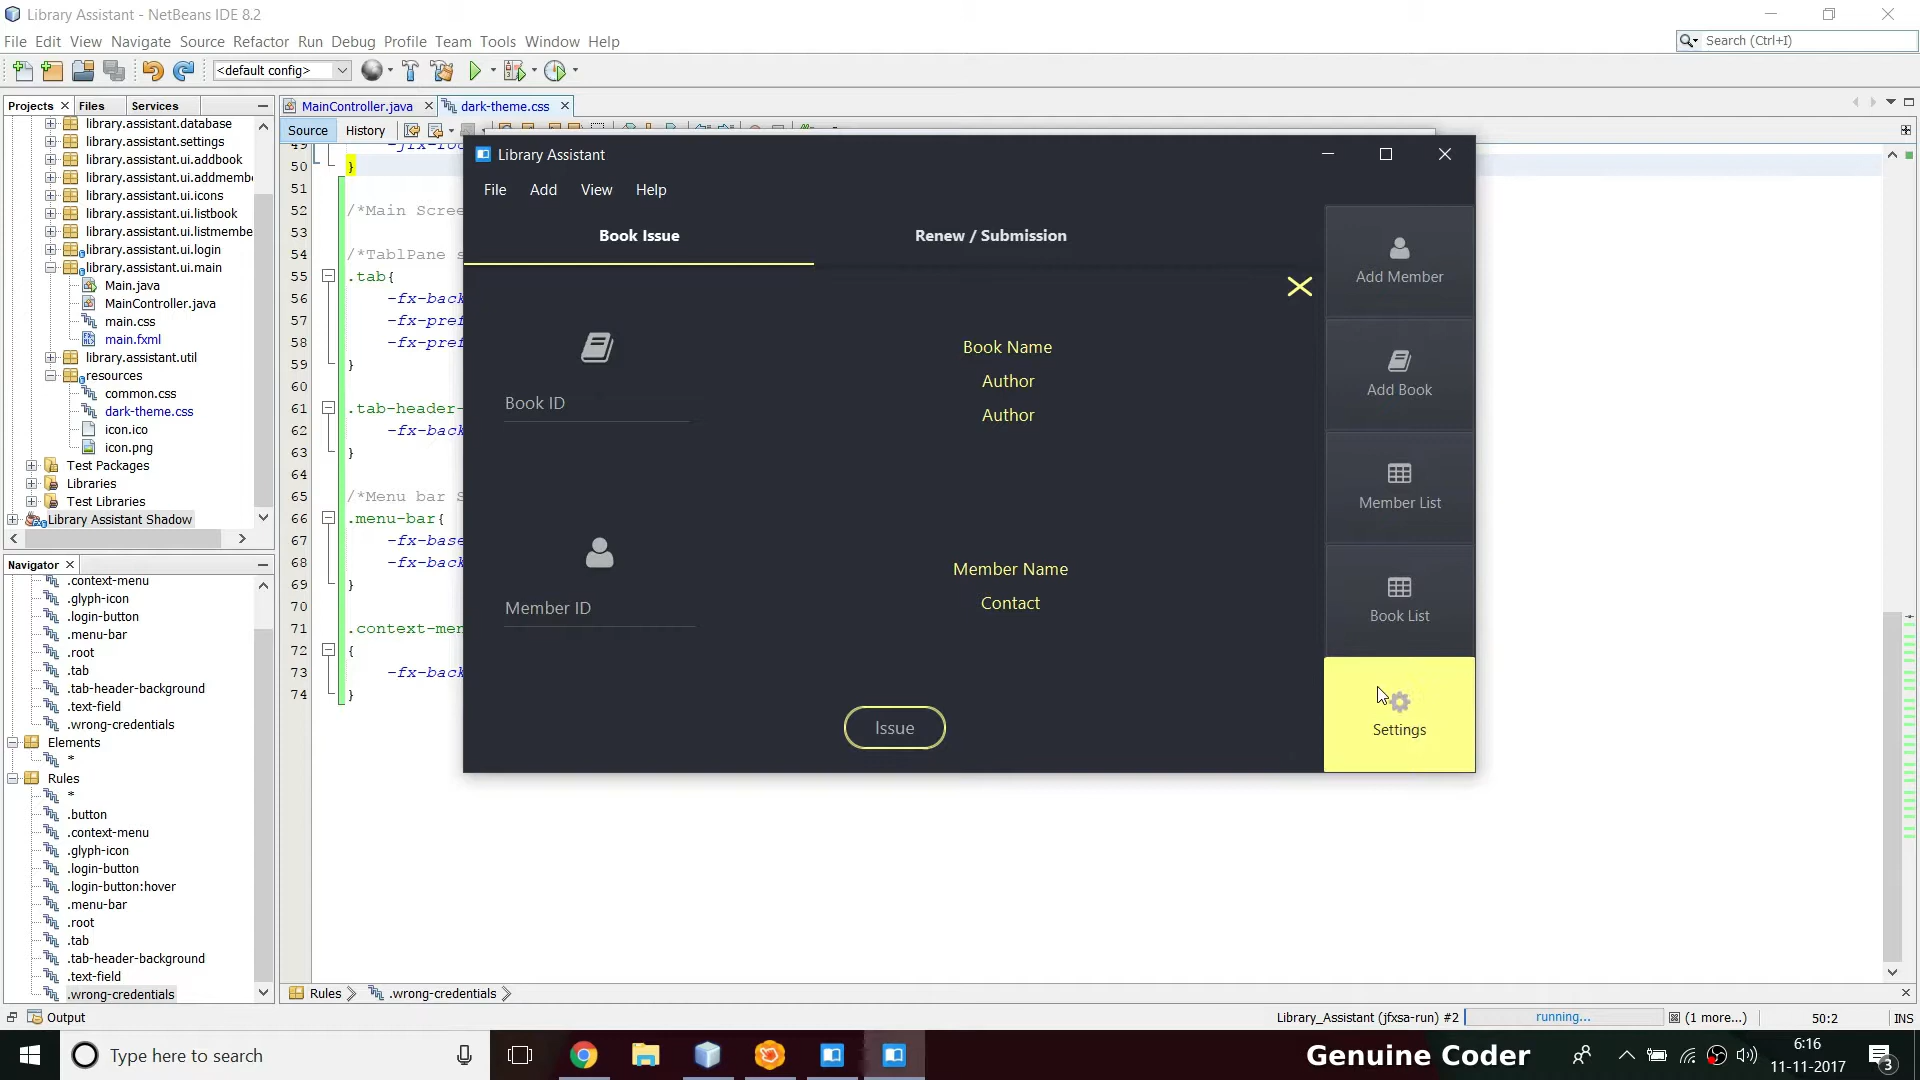 Library Assistant - NetBeans IDE 8.2
File Edit View Navigate Source Refactor Run Debug Profile Team Tools Window Help
Search (Ctrl+I)
<default config>
Projects Files Services
MainController.java dark-theme.css
Source History
library.assistant.database
library.assistant.settings
library.assistant.ui.addbook
library.assistant.ui.addmemb
library.assistant.ui.icons
library.assistant.ui.listbook
library.assistant.ui.listmembe
library.assistant.ui.login
library.assistant.ui.main
Main.java
MainController.java
main.css
main.fxml
library.assistant.util
resources
common.css
dark-theme.css
icon.ico
icon.png
Test Packages
Libraries
Test Libraries
Library Assistant Shadow
Navigator
.context-menu
.glyph-icon
.login-button
.menu-bar
.root
.tab
.tab-header-background
.text-field
.wrong-credentials
Elements
*
Rules
*
.button
.context-menu
.glyph-icon
.login-button
.login-button:hover
.menu-bar
.root
.tab
.tab-header-background
.text-field
.wrong-credentials
49
50 }
51
52 /*Main Scree
53
54 /*TablPane s
55 .tab{
56 -fx-back
57 -fx-pref
58 -fx-pref
59 }
60
61 .tab-header-
62 -fx-back
63 }
64
65 /*Menu bar S
66 .menu-bar{
67 -fx-base
68 -fx-back
69 }
70
71 .context-men
72 {
73 -fx-back
74 }
Library Assistant
File Add View Help
Book Issue Renew / Submission
Book ID
Book Name
Author
Author
Member ID
Member Name
Contact
Issue
Add Member
Add Book
Member List
Book List
Settings
Rules .wrong-credentials
Output
Library_Assistant (jfxsa-run) #2 running... (1 more...) 50:2 INS
Type here to search
Genuine Coder
6:16
11-11-2017
3